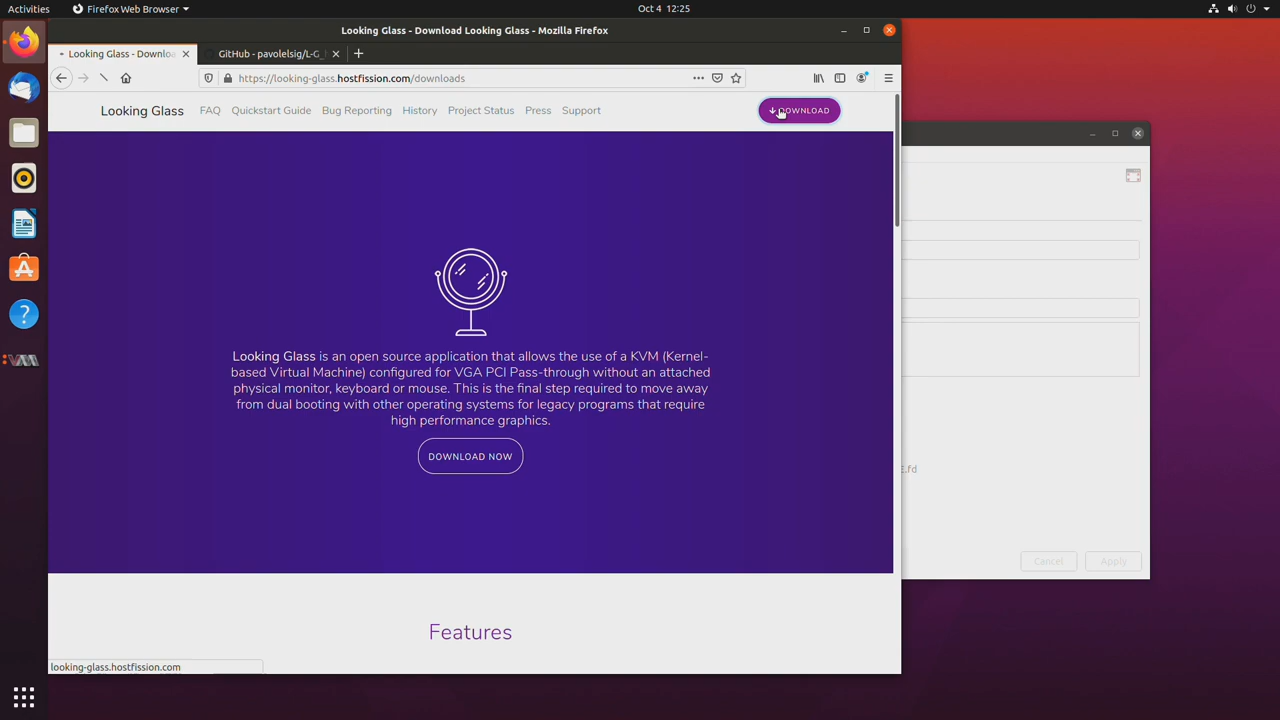 Activities
Firefox Web Browser
Oct 4 12:25
Looking Glass - Download Looking Glass - Mozilla Firefox
Looking Glass - Downloa
GitHub - pavolelsig/L-G_
https://looking-glass.hostfission.com/downloads
Looking Glass
FAQ
Quickstart Guide
Bug Reporting
History
Project Status
Press
Support
DOWNLOAD
Looking Glass is an open source application that allows the use of a KVM (Kernel-
based Virtual Machine) configured for VGA PCI Pass-through without an attached
physical monitor, keyboard or mouse. This is the final step required to move away
from dual booting with other operating systems for legacy programs that require
high performance graphics.
DOWNLOAD NOW
E.fd
Cancel
Apply
Features
looking-glass.hostfission.com